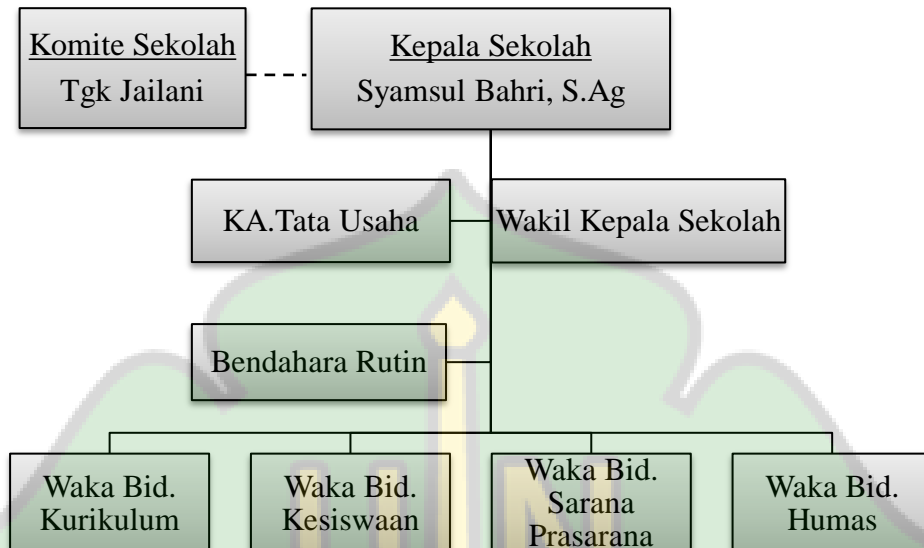 Komite Sekolah
Tgk Jailani
Kepala Sekolah
Syamsul Bahri, S.Ag
KA.Tata Usaha
Wakil Kepala Sekolah
Bendahara Rutin
Waka Bid.
Kurikulum
Waka Bid.
Kesiswaan
Waka Bid.
Sarana
Prasarana
Waka Bid.
Humas